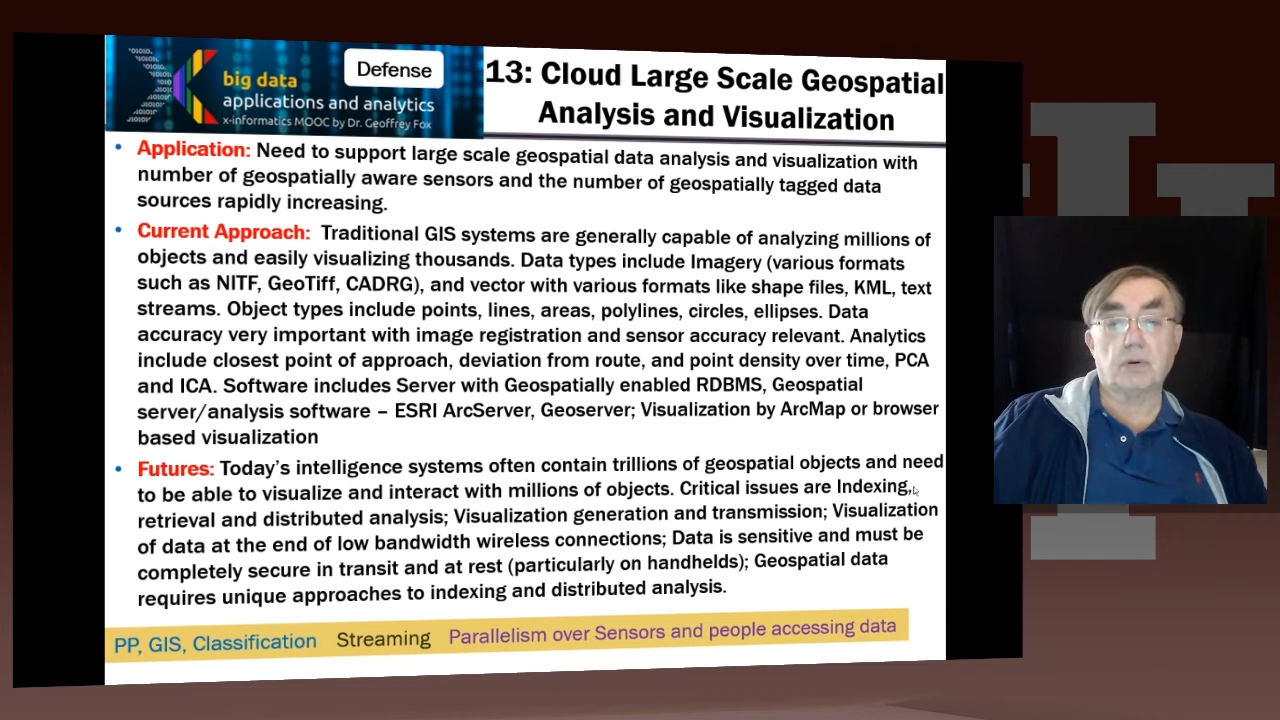 big data
applications and analytics
x-informatics MOOC by Dr. Geoffrey Fox
Defense
13: Cloud Large Scale Geospatial
Analysis and Visualization
• Application: Need to support large scale geospatial data analysis and visualization with
number of geospatially aware sensors and the number of geospatially tagged data
sources rapidly increasing.
• Current Approach: Traditional GIS systems are generally capable of analyzing millions of
objects and easily visualizing thousands. Data types include Imagery (various formats
such as NITF, GeoTiff, CADRG), and vector with various formats like shape files, KML, text
streams. Object types include points, lines, areas, polylines, circles, ellipses. Data
accuracy very important with image registration and sensor accuracy relevant. Analytics
include closest point of approach, deviation from route, and point density over time, PCA
and ICA. Software includes Server with Geospatially enabled RDBMS, Geospatial
server/analysis software – ESRI ArcServer, Geoserver; Visualization by ArcMap or browser
based visualization
• Futures: Today's intelligence systems often contain trillions of geospatial objects and need
to be able to visualize and interact with millions of objects. Critical issues are Indexing,
retrieval and distributed analysis; Visualization generation and transmission; Visualization
of data at the end of low bandwidth wireless connections; Data is sensitive and must be
completely secure in transit and at rest (particularly on handhelds); Geospatial data
requires unique approaches to indexing and distributed analysis.
PP, GIS, Classification Streaming Parallelism over Sensors and people accessing data